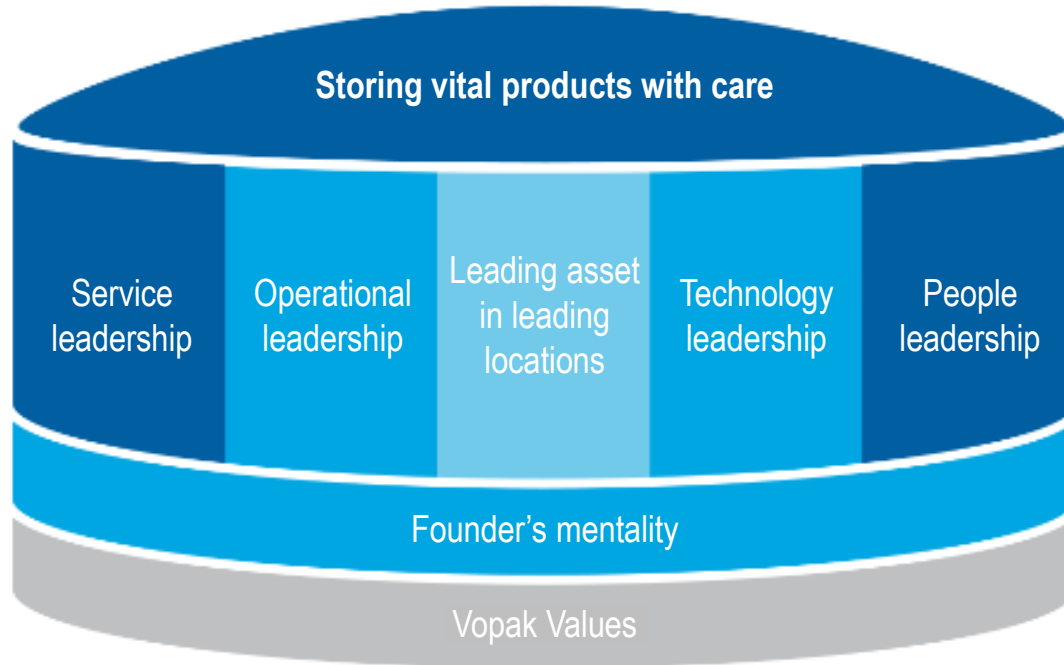 Storing vital products with care
Service
leadership
Operational
leadership
Leading asset
in leading
locations
Technology
leadership
People
leadership
Founder’s mentality
Vopak Values